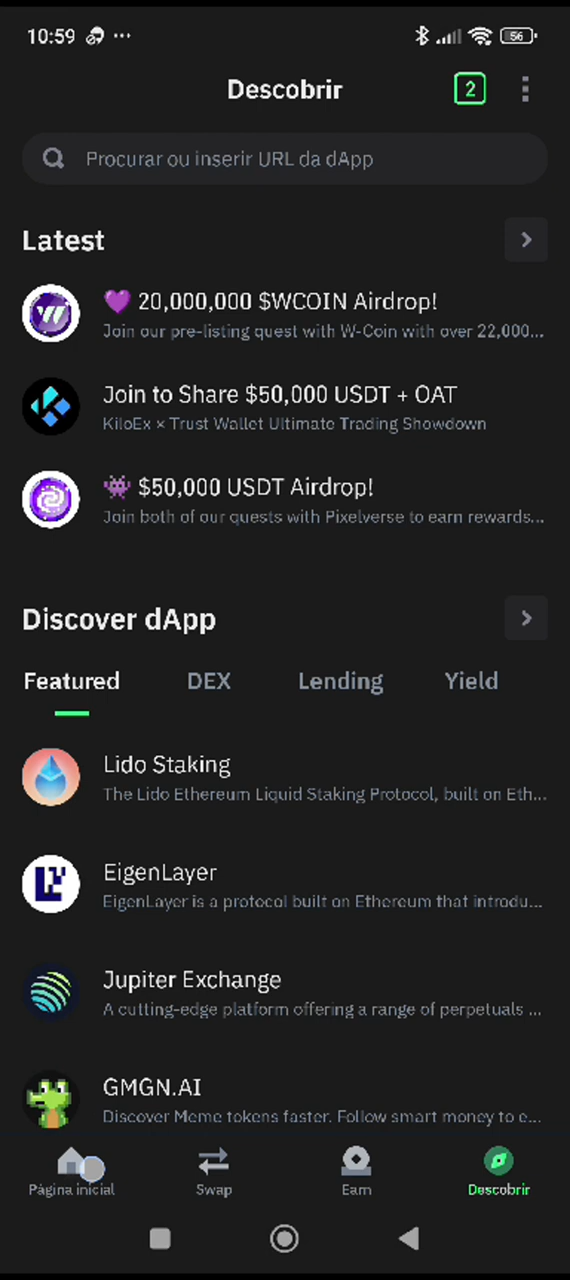 10:59
56
Descobrir
2
Procurar ou inserir URL da dApp
Latest
💜 20,000,000 $WCOIN Airdrop!
Join our pre-listing quest with W-Coin with over 22,000...
Join to Share $50,000 USDT + OAT
KiloEx × Trust Wallet Ultimate Trading Showdown
👾 $50,000 USDT Airdrop!
Join both of our quests with Pixelverse to earn rewards...
Discover dApp
Featured DEX Lending Yield
Lido Staking
The Lido Ethereum Liquid Staking Protocol, built on Eth...
EigenLayer
EigenLayer is a protocol built on Ethereum that introdu...
Jupiter Exchange
A cutting-edge platform offering a range of perpetuals ...
GMGN.AI
Discover Meme tokens faster. Follow smart money to e...
Página inicial Swap Earn Descobrir